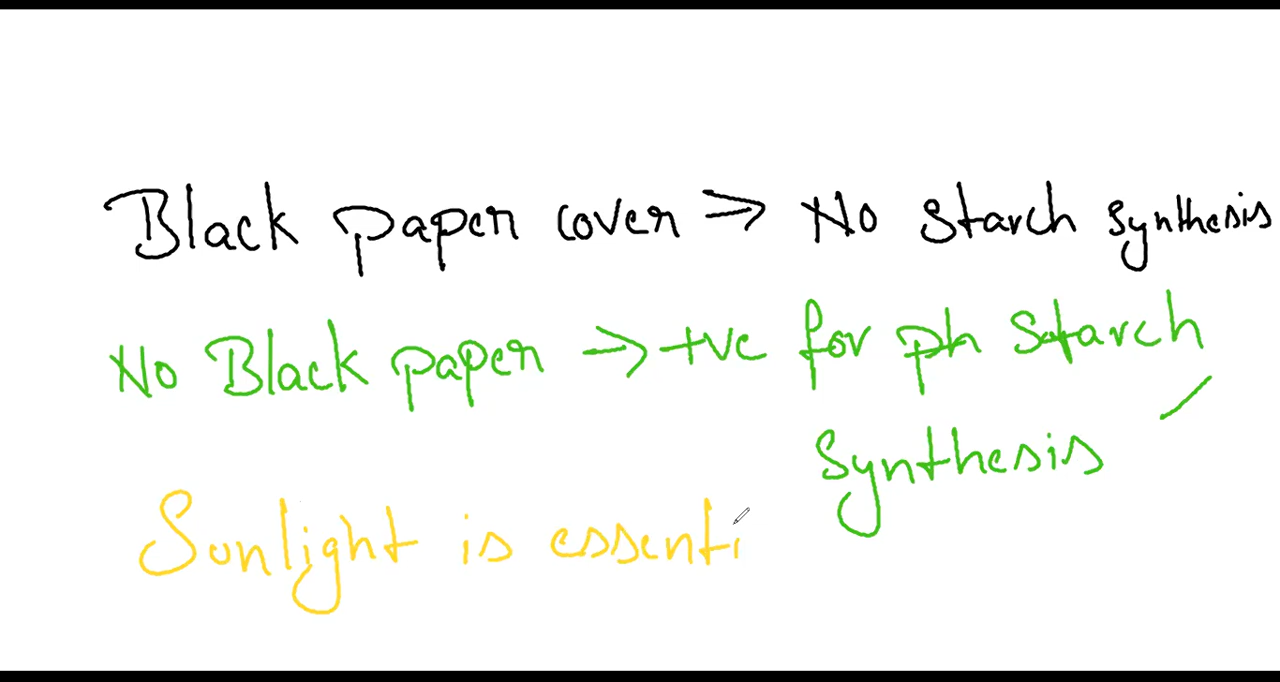 Black paper cover → No Starch Synthesis
No Black paper → +ve for ph Starch
Synthesis
Sunlight is essenti